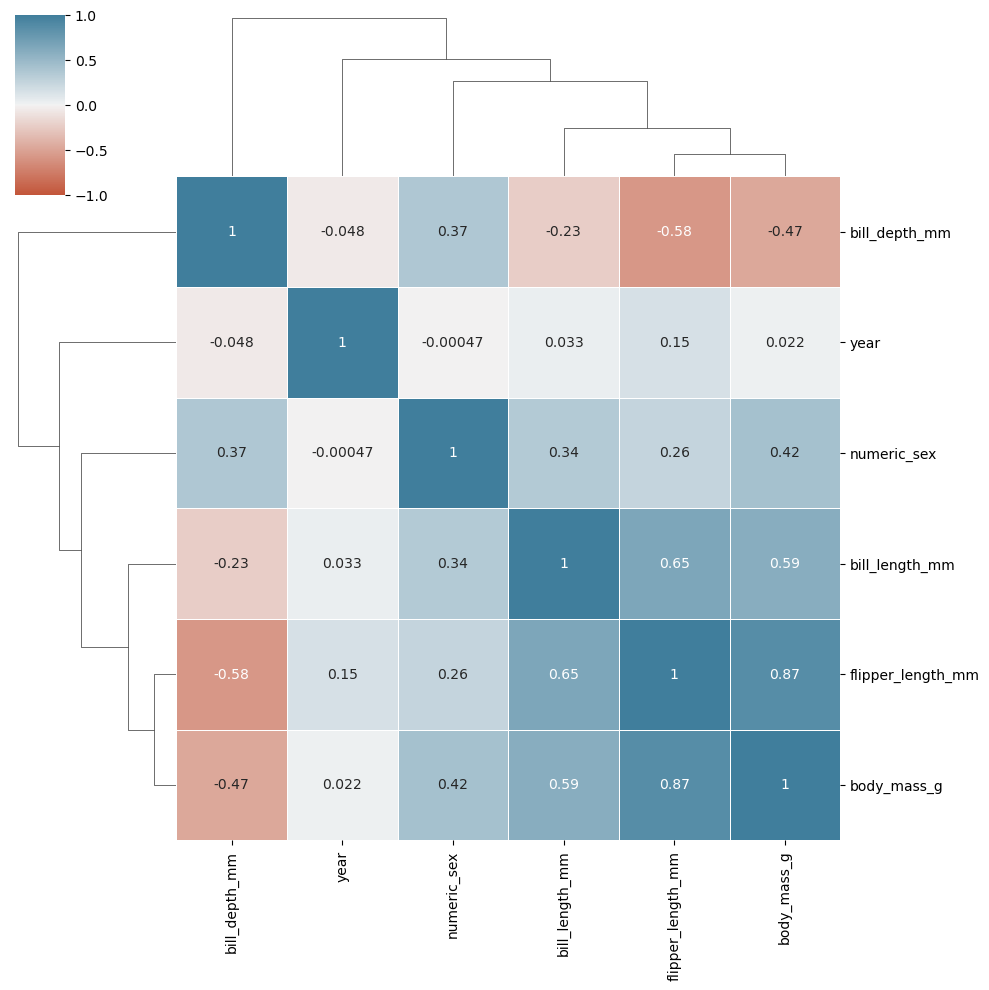 1.0
0.5
0.0
−0.5
−1.0
1 -0.048 0.37 -0.23 -0.58 -0.47 bill_depth_mm
-0.048 1 -0.00047 0.033 0.15 0.022 year
0.37 -0.00047 1 0.34 0.26 0.42 numeric_sex
-0.23 0.033 0.34 1 0.65 0.59 bill_length_mm
-0.58 0.15 0.26 0.65 1 0.87 flipper_length_mm
-0.47 0.022 0.42 0.59 0.87 1 body_mass_g
bill_depth_mm
year
numeric_sex
bill_length_mm
flipper_length_mm
body_mass_g